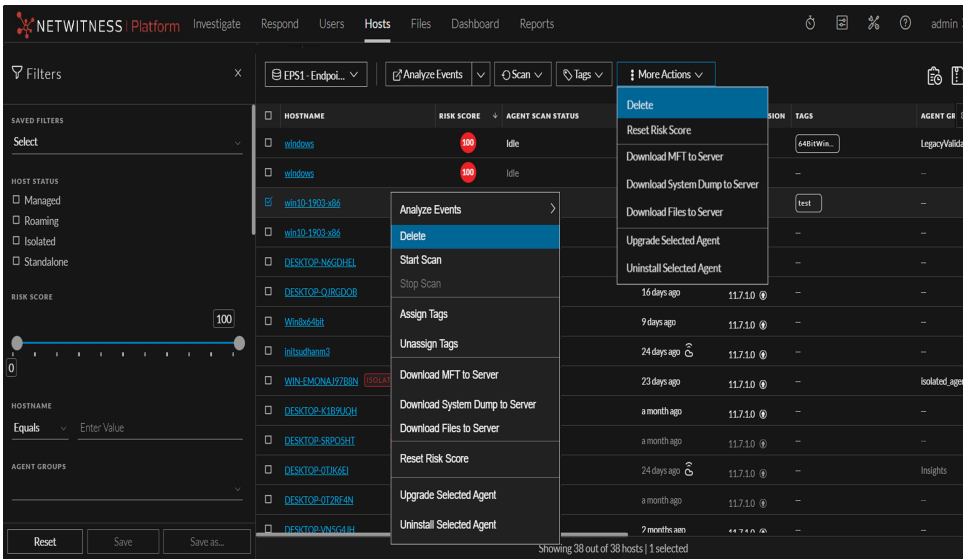 NETWITNESS Platform Investigate Respond Users Hosts Files Dashboard Reports admin
Filters X
EPS1 - Endpoi... Analyze Events Scan Tags More Actions
SAVED FILTERS
Select
HOST STATUS
Managed
Roaming
Isolated
Standalone
RISK SCORE
100
0
HOSTNAME
Equals Enter Value
AGENT GROUPS
Reset Save Save as...
HOSTNAME RISK SCORE AGENT SCAN STATUS SION TAGS AGENT GR
windows 100 Idle 64BitWin... LegacyValida
windows 100 Idle – –
win10-1903-x86 test –
win10-1903-x86 – –
DESKTOP-N6GDHEL – –
DESKTOP-QJRGDOB 16 days ago 11.7.1.0 – –
Win8x64bit 9 days ago 11.7.1.0 – –
initsudhanm3 24 days ago 11.7.1.0 – –
WIN-EMONAJ97B8N ISOLAT 23 days ago 11.7.1.0 – isolated_age
DESKTOP-K1B9UQH a month ago 11.7.1.0 – –
DESKTOP-SRPO5HT a month ago 11.7.1.0 – –
DESKTOP-0TJK6EI 24 days ago 11.7.1.0 – Insights
DESKTOP-0T2RF4N a month ago 11.7.1.0 – –
DESKTOP-VN5G4JH 2 months ago 11.7.1.0 – –
Analyze Events
Delete
Start Scan
Stop Scan
Assign Tags
Unassign Tags
Download MFT to Server
Download System Dump to Server
Download Files to Server
Reset Risk Score
Upgrade Selected Agent
Uninstall Selected Agent
Delete
Reset Risk Score
Download MFT to Server
Download System Dump to Server
Download Files to Server
Upgrade Selected Agent
Uninstall Selected Agent
Showing 38 out of 38 hosts | 1 selected